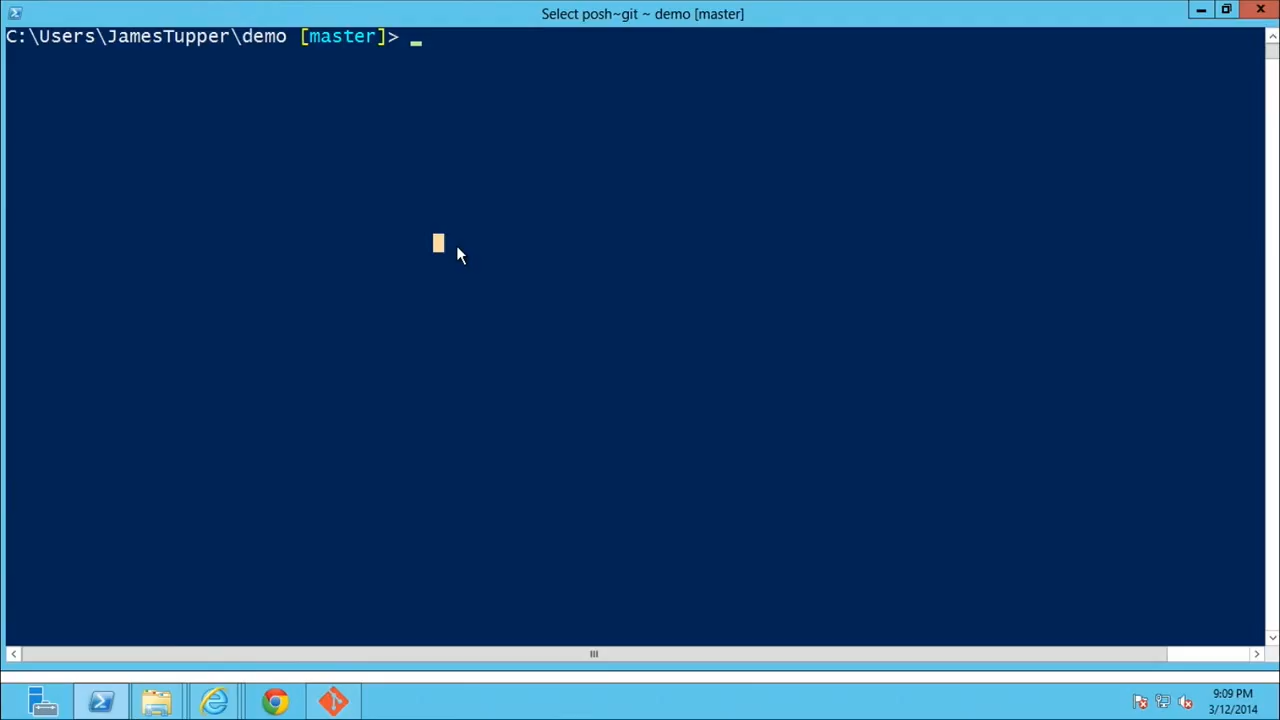 Select posh~git ~ demo [master]
C:\Users\JamesTupper\demo [master]>
9:09 PM
3/12/2014